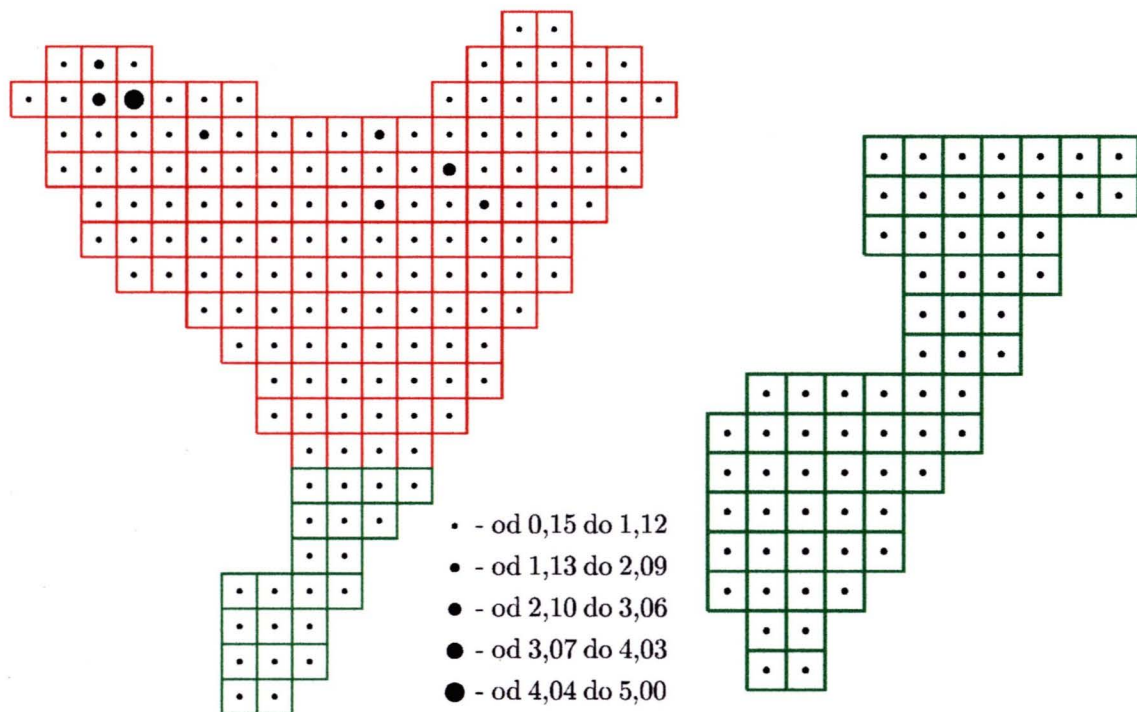 - od 0,15 do 1,12
- od 1,13 do 2,09
- od 2,10 do 3,06
- od 3,07 do 4,03
- od 4,04 do 5,00